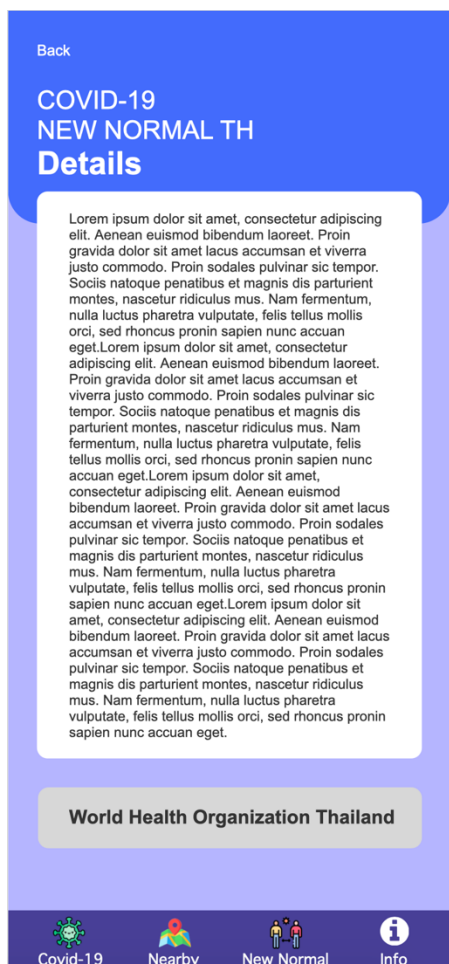 Back
COVID-19
NEW NORMAL TH
Details
Lorem ipsum dolor sit amet, consectetur adipiscing
elit. Aenean euismod bibendum laoreet. Proin
gravida dolor sit amet lacus accumsan et viverra
justo commodo. Proin sodales pulvinar sic tempor.
Sociis natoque penatibus et magnis dis parturient
montes, nascetur ridiculus mus. Nam fermentum,
nulla luctus pharetra vulputate, felis tellus mollis
orci, sed rhoncus pronin sapien nunc accuan
eget.Lorem ipsum dolor sit amet, consectetur
adipiscing elit. Aenean euismod bibendum laoreet.
Proin gravida dolor sit amet lacus accumsan et
viverra justo commodo. Proin sodales pulvinar sic
tempor. Sociis natoque penatibus et magnis dis
parturient montes, nascetur ridiculus mus. Nam
fermentum, nulla luctus pharetra vulputate, felis
tellus mollis orci, sed rhoncus pronin sapien nunc
accuan eget.Lorem ipsum dolor sit amet,
consectetur adipiscing elit. Aenean euismod
bibendum laoreet. Proin gravida dolor sit amet lacus
accumsan et viverra justo commodo. Proin sodales
pulvinar sic tempor. Sociis natoque penatibus et
magnis dis parturient montes, nascetur ridiculus
mus. Nam fermentum, nulla luctus pharetra
vulputate, felis tellus mollis orci, sed rhoncus pronin
sapien nunc accuan eget.Lorem ipsum dolor sit
amet, consectetur adipiscing elit. Aenean euismod
bibendum laoreet. Proin gravida dolor sit amet lacus
accumsan et viverra justo commodo. Proin sodales
pulvinar sic tempor. Sociis natoque penatibus et
magnis dis parturient montes, nascetur ridiculus
mus. Nam fermentum, nulla luctus pharetra
vulputate, felis tellus mollis orci, sed rhoncus pronin
sapien nunc accuan eget.
World Health Organization Thailand
Covid-19 Nearby New Normal Info